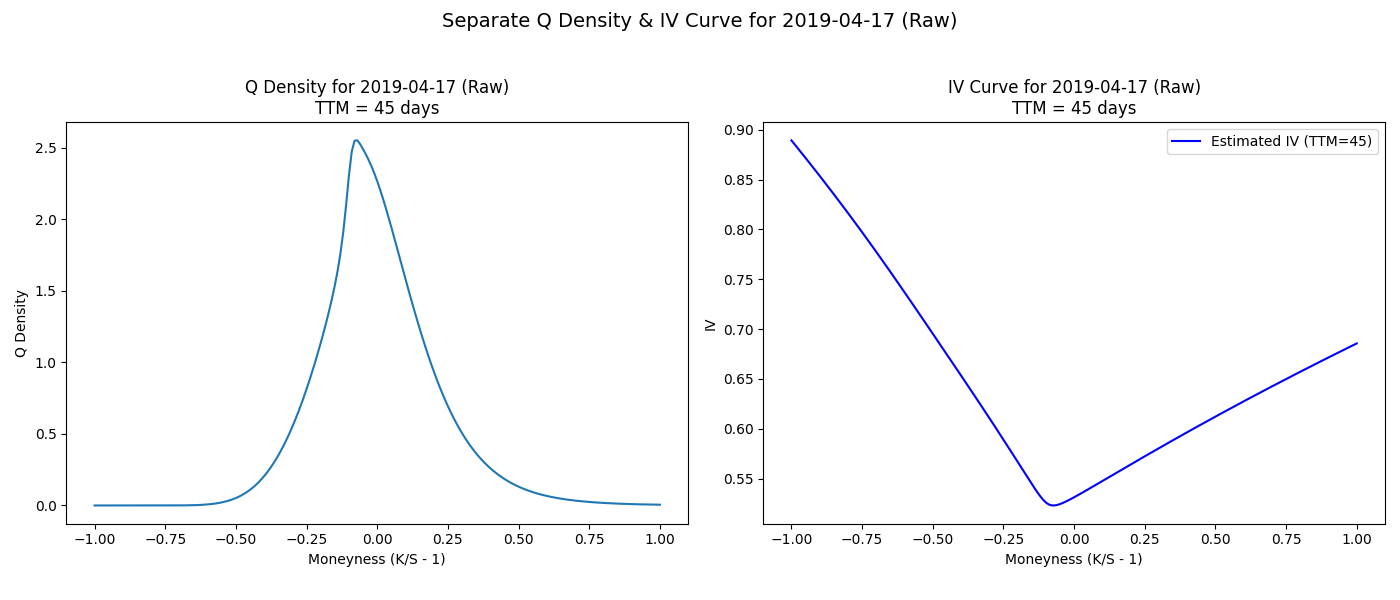 Separate Q Density & IV Curve for 2019-04-17 (Raw)
Q Density for 2019-04-17 (Raw)
TTM = 45 days
Q Density
2.5
2.0
1.5
1.0
0.5
0.0
−1.00 −0.75 −0.50 −0.25 0.00 0.25 0.50 0.75 1.00
Moneyness (K/S - 1)
IV Curve for 2019-04-17 (Raw)
TTM = 45 days
Estimated IV (TTM=45)
IV
0.90
0.85
0.80
0.75
0.70
0.65
0.60
0.55
−1.00 −0.75 −0.50 −0.25 0.00 0.25 0.50 0.75 1.00
Moneyness (K/S - 1)